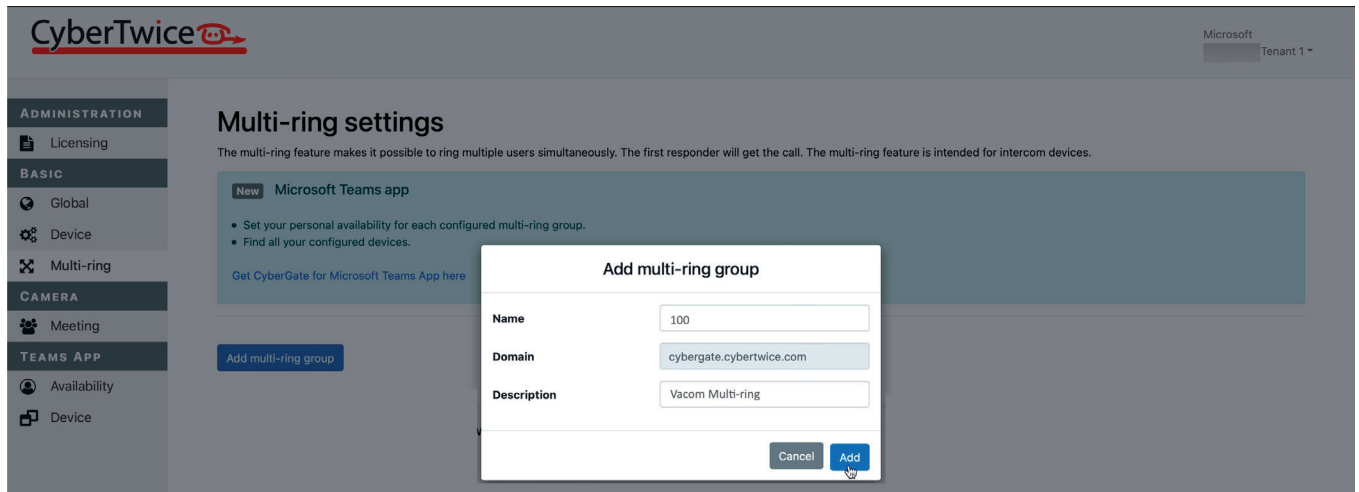 CyberTwice
Microsoft
Tenant 1
ADMINISTRATION
Licensing
BASIC
Global
Device
Multi-ring
CAMERA
Meeting
TEAMS APP
Availability
Device
Multi-ring settings
The multi-ring feature makes it possible to ring multiple users simultaneously. The first responder will get the call. The multi-ring feature is intended for intercom devices.
New Microsoft Teams app
• Set your personal availability for each configured multi-ring group.
• Find all your configured devices.
Get CyberGate for Microsoft Teams App here
Add multi-ring group
Add multi-ring group
Name 100
Domain cybergate.cybertwice.com
Description Vacom Multi-ring
Cancel Add